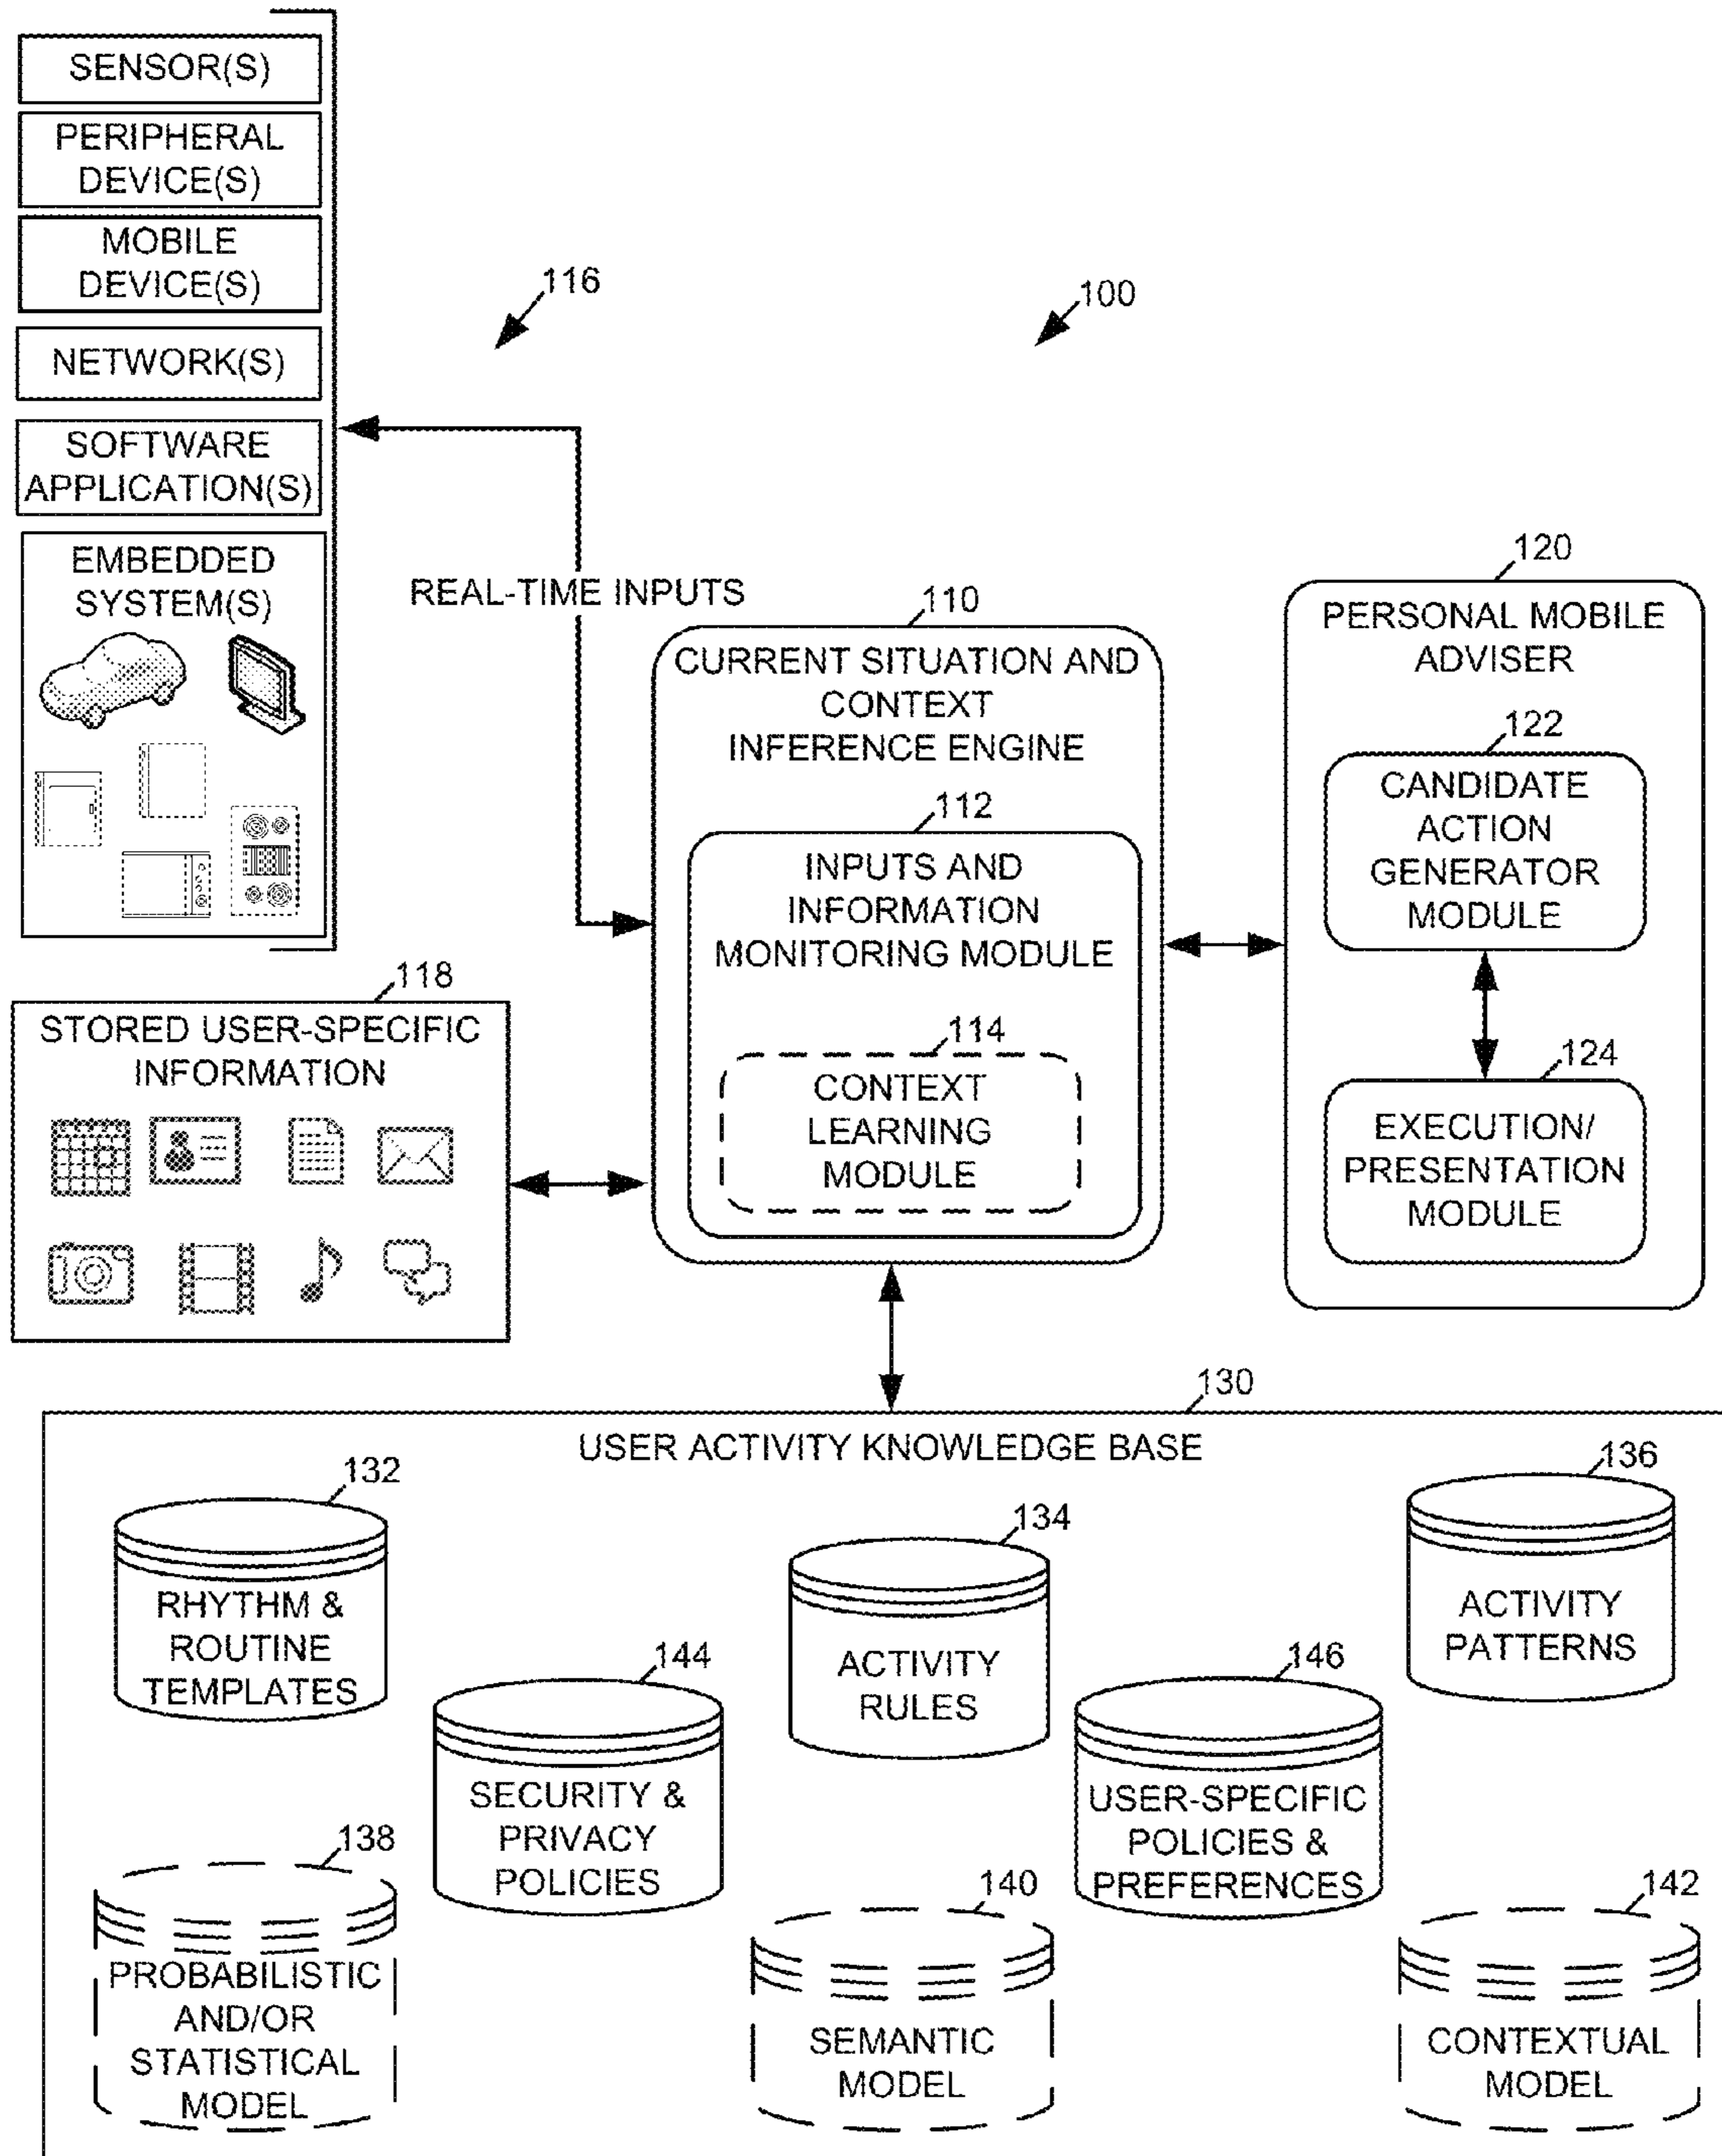 SENSOR(S)
PERIPHERAL
DEVICE(S)
MOBILE
DEVICE(S)
NETWORK(S)
SOFTWARE
APPLICATION(S)
EMBEDDED
SYSTEM(S)
116
100
REAL-TIME INPUTS
110
CURRENT SITUATION AND
CONTEXT
INFERENCE ENGINE
112
INPUTS AND
INFORMATION
MONITORING MODULE
114
CONTEXT
LEARNING
MODULE
120
PERSONAL MOBILE
ADVISER
122
CANDIDATE
ACTION
GENERATOR
MODULE
124
EXECUTION/
PRESENTATION
MODULE
118
STORED USER-SPECIFIC
INFORMATION
130
USER ACTIVITY KNOWLEDGE BASE
132
RHYTHM &
ROUTINE
TEMPLATES
134
ACTIVITY
RULES
136
ACTIVITY
PATTERNS
144
SECURITY &
PRIVACY
POLICIES
146
USER-SPECIFIC
POLICIES &
PREFERENCES
138
PROBABILISTIC
AND/OR
STATISTICAL
MODEL
140
SEMANTIC
MODEL
142
CONTEXTUAL
MODEL